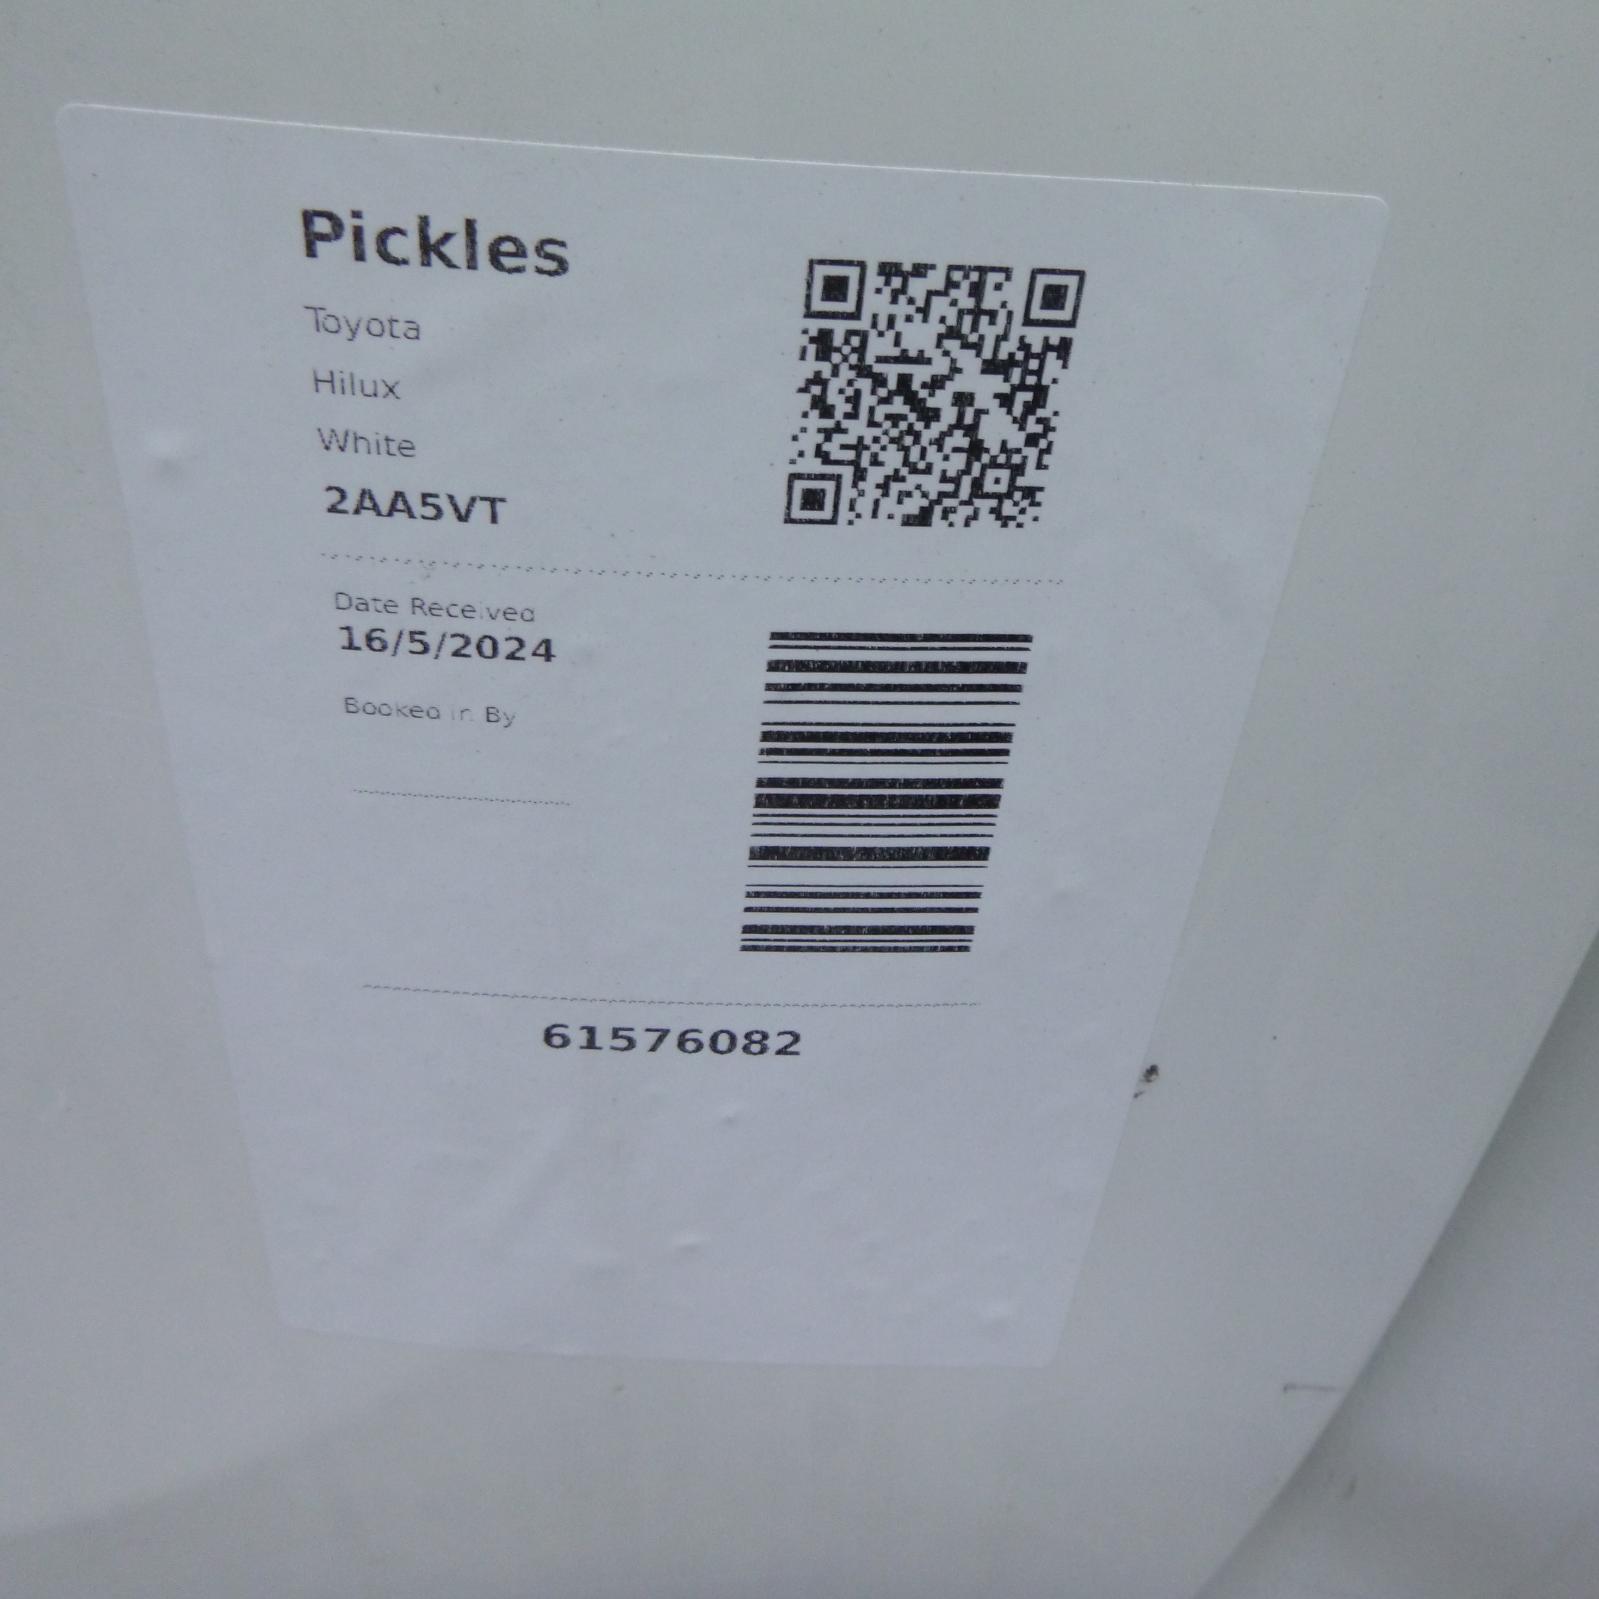 Pickles
Toyota
Hilux
White
2AA5VT
Date Received
16/5/2024
Booked in By
61576082